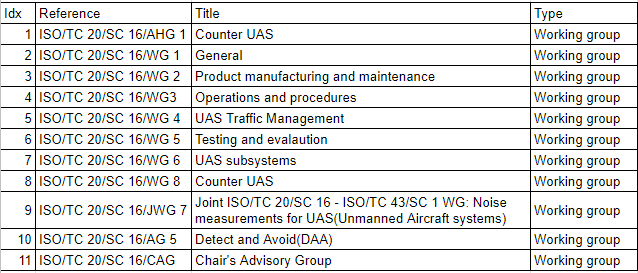 Idx Reference Title Type
1 ISO/TC 20/SC 16/AHG 1 Counter UAS Working group
2 ISO/TC 20/SC 16/WG 1 General Working group
3 ISO/TC 20/SC 16/WG 2 Product manufacturing and maintenance Working group
4 ISO/TC 20/SC 16/WG3 Operations and procedures Working group
5 ISO/TC 20/SC 16/WG 4 UAS Traffic Management Working group
6 ISO/TC 20/SC 16/WG 5 Testing and evalaution Working group
7 ISO/TC 20/SC 16/WG 6 UAS subsystems Working group
8 ISO/TC 20/SC 16/WG 8 Counter UAS Working group
9 ISO/TC 20/SC 16/JWG 7 Joint ISO/TC 20/SC 16 - ISO/TC 43/SC 1 WG: Noise Working group
measurements for UAS(Unmanned Aircraft systems)
10 ISO/TC 20/SC 16/AG 5 Detect and Avoid(DAA) Working group
11 ISO/TC 20/SC 16/CAG Chair's Advisory Group Working group